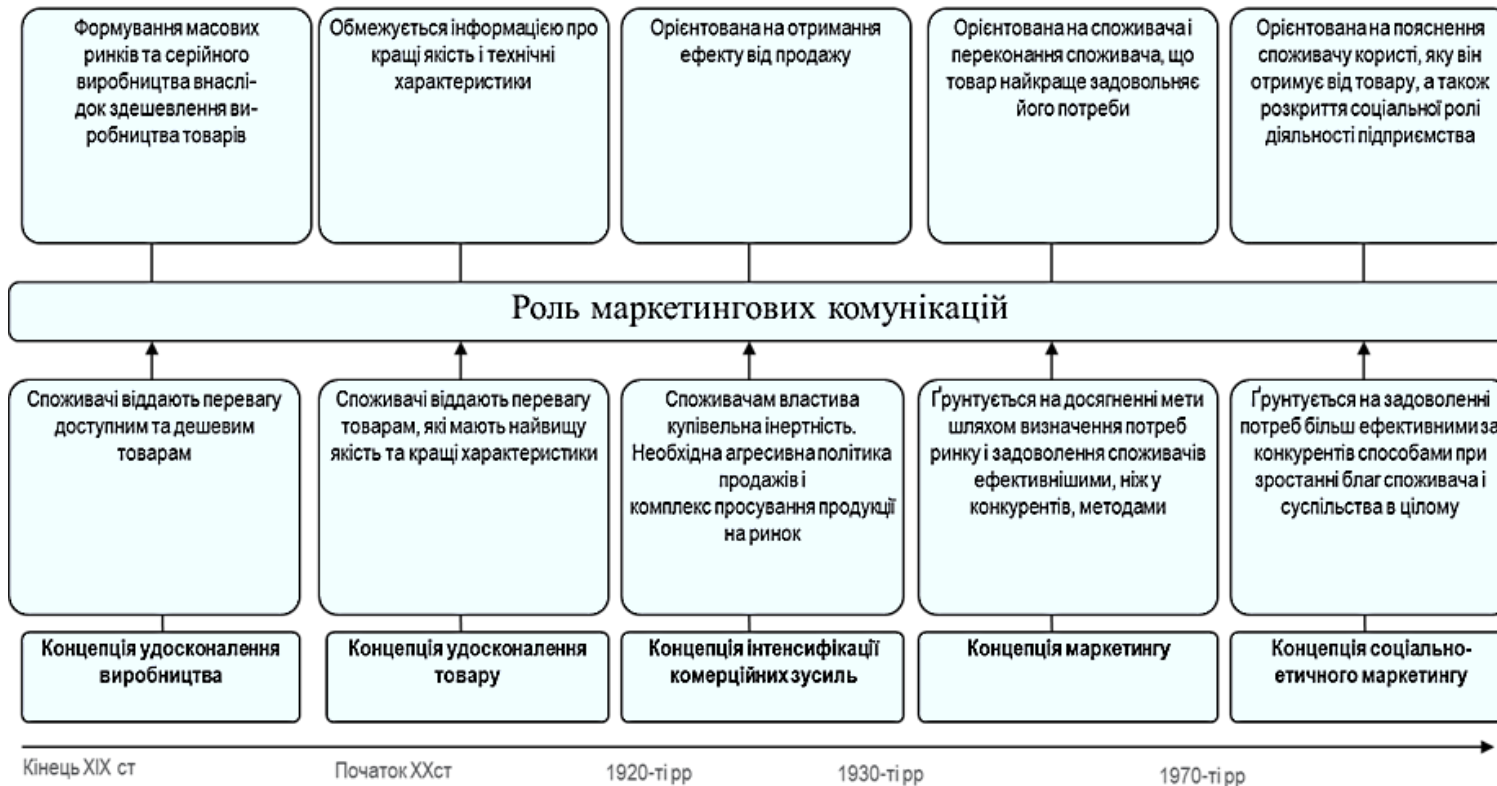 Формування масових
ринків та серійного
виробництва внаслі-
док здешевлення ви-
робництва товарів
Обмежується інформацією про
кращі якість і технічні
характеристики
Орієнтована на отримання
ефекту від продажу
Орієнтована на споживача і
переконання споживача, що
товар найкраще задовольняє
його потреби
Орієнтована на пояснення
споживачу користі, яку він
отримує від товару, а також
розкриття соціальної ролі
діяльності підприємства
Роль маркетингових комунікацій
Споживачі віддають перевагу
доступним та дешевим
товарам
Споживачі віддають перевагу
товарам, які мають найвищу
якість та кращі характеристики
Споживачам властива
купівельна інертність.
Необхідна агресивна політика
продажів і
комплекс просування продукції
на ринок
Ґрунтується на досягненні мети
шляхом визначення потреб
ринку і задоволення споживачів
ефективнішими, ніж у
конкурентів, методами
Ґрунтується на задоволенні
потреб більш ефективними за
конкурентів способами при
зростанні благ споживача і
суспільства в цілому
Концепція удосконалення
виробництва
Концепція удосконалення
товару
Концепція інтенсифікації
комерційних зусиль
Концепція маркетингу
Концепція соціально-
етичного маркетингу
Кінець XIX ст
Початок XXст
1920-ті рр
1930-ті рр
1970-ті рр